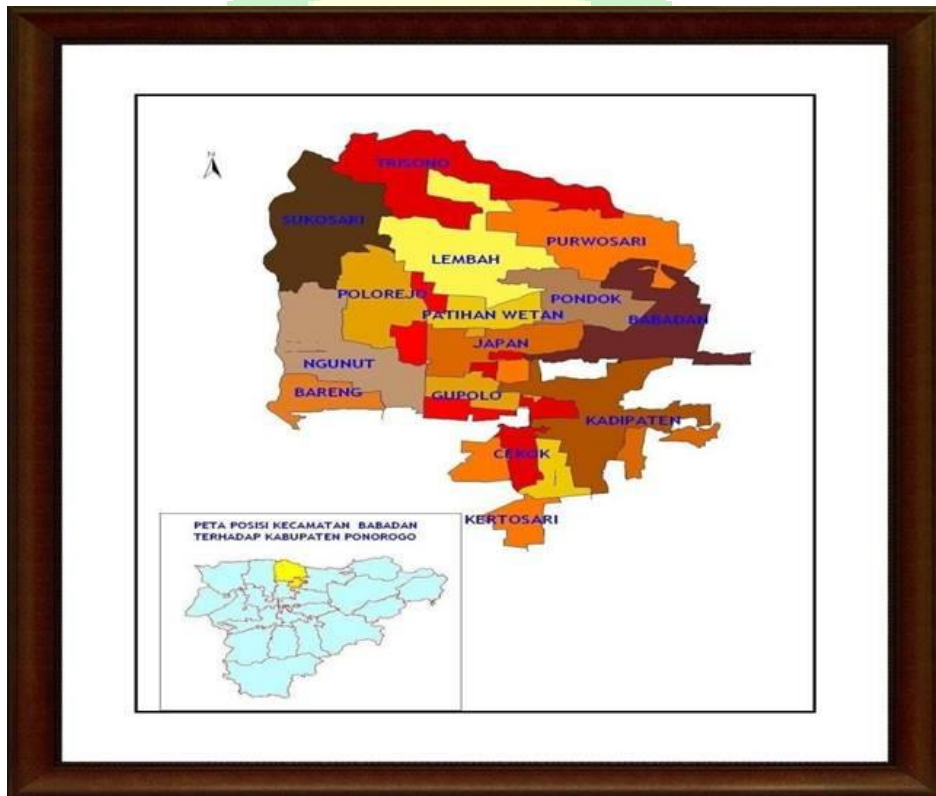 N
TRISONO
SUKOSARI
PURWOSARI
LEMBAH
POLOREJO
PONDOK
PATIHAN WETAN
BABADAN
JAPAN
NGUNUT
BARENG
GUPOLO
KADIPATEN
CEKOK
KERTOSARI
PETA POSISI KECAMATAN BABADAN
TERHADAP KABUPATEN PONOROGO